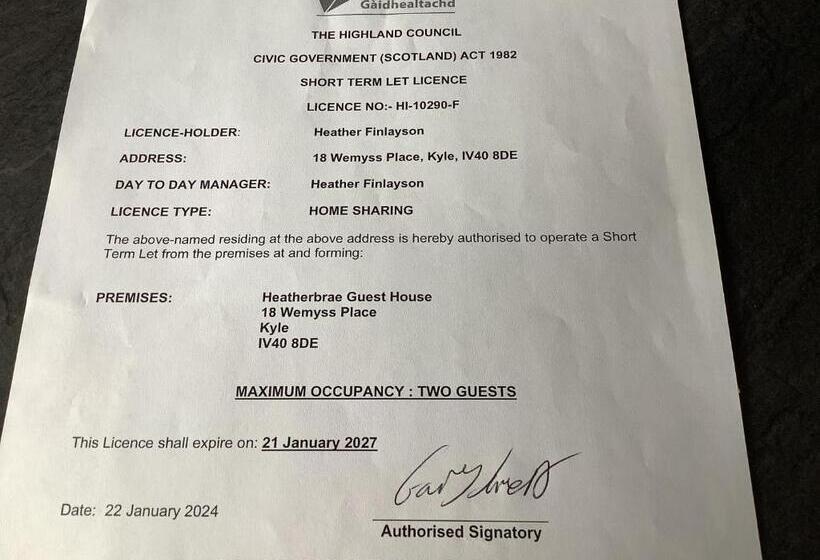 Gàidhealtachd
THE HIGHLAND COUNCIL
CIVIC GOVERNMENT (SCOTLAND) ACT 1982
SHORT TERM LET LICENCE
LICENCE NO:- HI-10290-F
LICENCE-HOLDER: Heather Finlayson
ADDRESS: 18 Wemyss Place, Kyle, IV40 8DE
DAY TO DAY MANAGER: Heather Finlayson
LICENCE TYPE: HOME SHARING
The above-named residing at the above address is hereby authorised to operate a Short
Term Let from the premises at and forming:
PREMISES: Heatherbrae Guest House
18 Wemyss Place
Kyle
IV40 8DE
MAXIMUM OCCUPANCY : TWO GUESTS
This Licence shall expire on: 21 January 2027
Date: 22 January 2024
Authorised Signatory